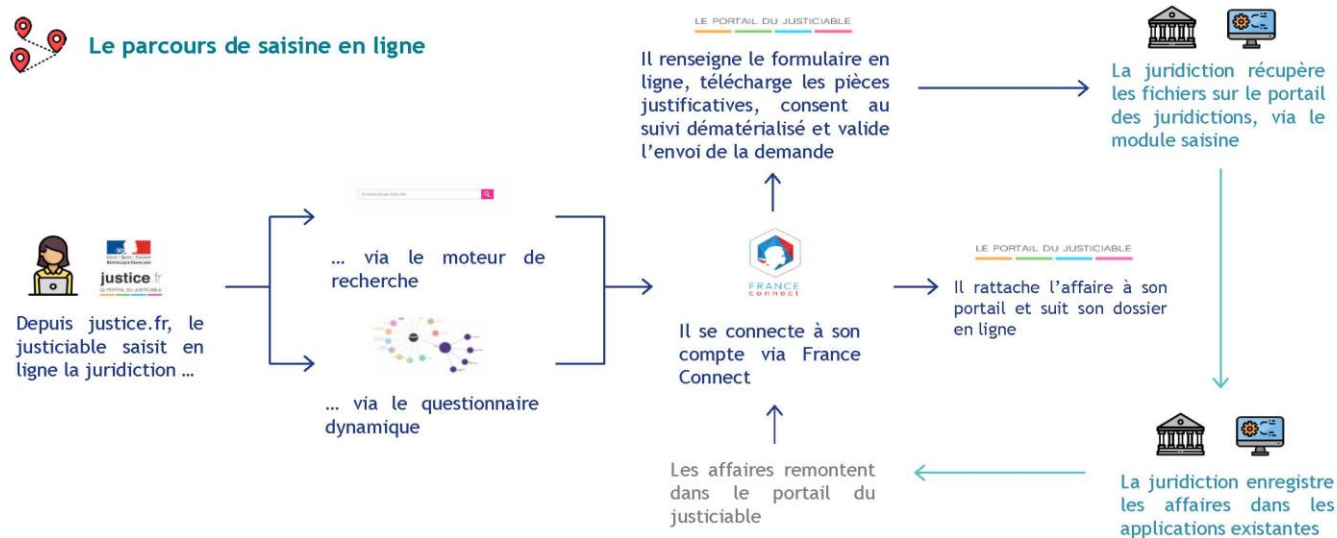 Le parcours de saisine en ligne
LE PORTAIL DU JUSTICIABLE
Il renseigne le formulaire en
ligne, télécharge les pièces
justificatives, consent au
suivi dématérialisé et valide
l'envoi de la demande
La juridiction récupère
les fichiers sur le portail
des juridictions, via le
module saisine
RÉPUBLIQUE FRANÇAISE
justice.fr
LE PORTAIL DU JUSTICIABLE
Depuis justice.fr, le
justiciable saisit en
ligne la juridiction …
… via le moteur de
recherche
… via le questionnaire
dynamique
FRANCE
connect
Il se connecte à son
compte via France
Connect
LE PORTAIL DU JUSTICIABLE
Il rattache l'affaire à son
portail et suit son dossier
en ligne
Les affaires remontent
dans le portail du
justiciable
La juridiction enregistre
les affaires dans les
applications existantes